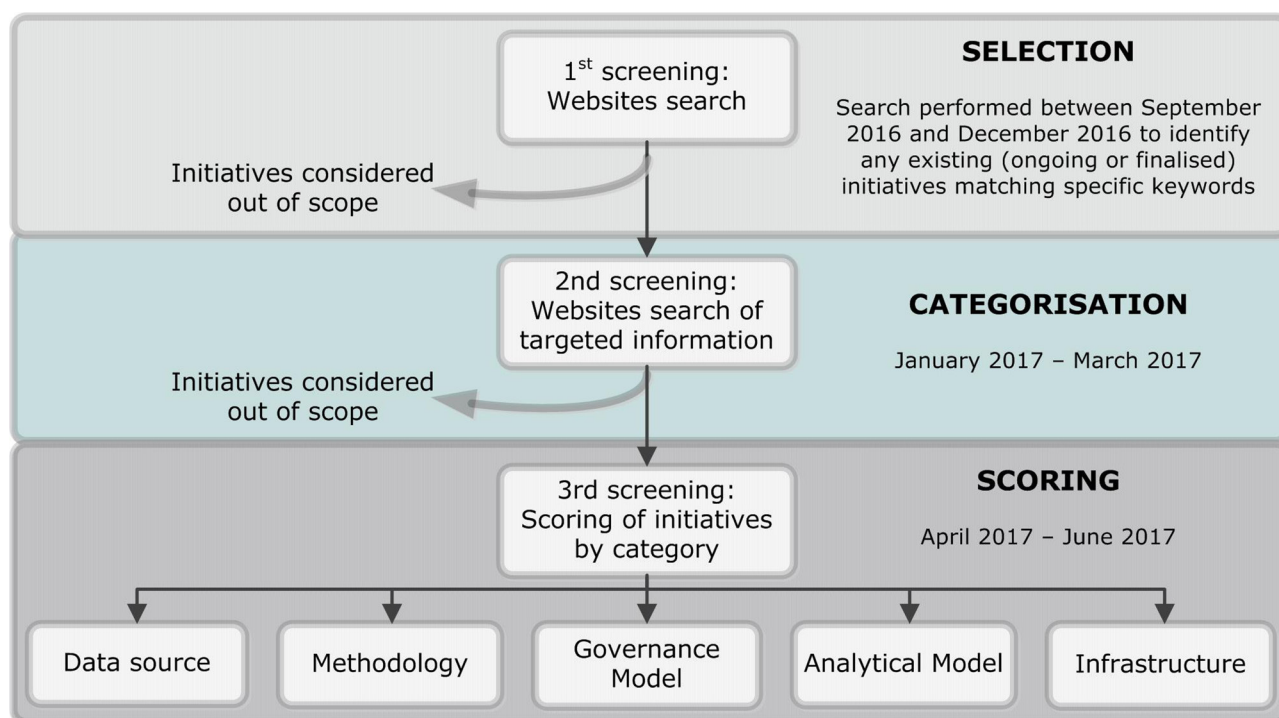 1st screening:
Websites search
SELECTION
Search performed between September
2016 and December 2016 to identify
any existing (ongoing or finalised)
initiatives matching specific keywords
Initiatives considered
out of scope
2nd screening:
Websites search of
targeted information
CATEGORISATION
January 2017 – March 2017
Initiatives considered
out of scope
3rd screening:
Scoring of initiatives
by category
SCORING
April 2017 – June 2017
Data source
Methodology
Governance
Model
Analytical Model
Infrastructure